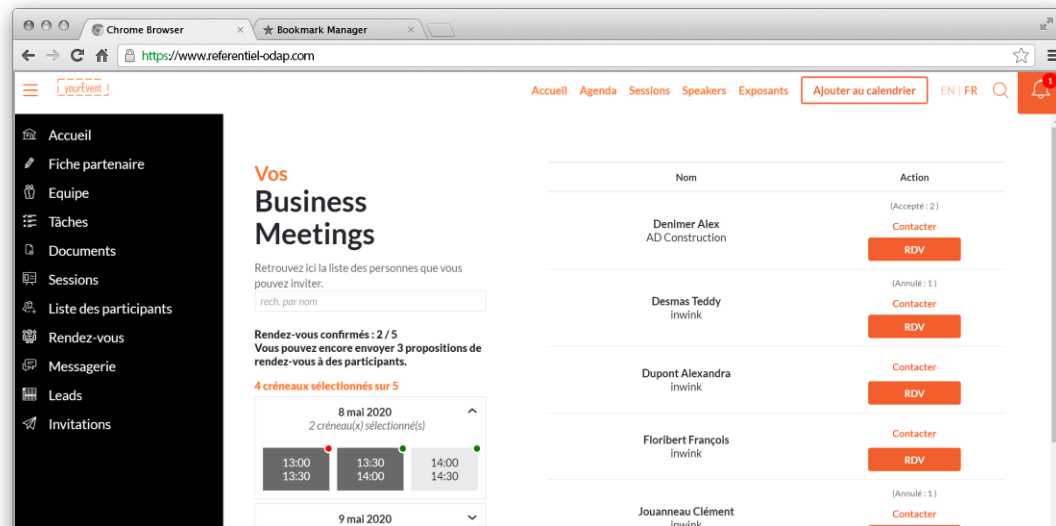 Chrome Browser
Bookmark Manager
https://www.referentiel-odap.com
yourEvent
Accueil Agenda Sessions Speakers Exposants Ajouter au calendrier EN | FR 1
Accueil
Fiche partenaire
Equipe
Tâches
Documents
Sessions
Liste des participants
Rendez-vous
Messagerie
Leads
Invitations
Vos
Business
Meetings
Retrouvez ici la liste des personnes que vous
pouvez inviter.
rech. par nom
Rendez-vous confirmés : 2 / 5
Vous pouvez encore envoyer 3 propositions de
rendez-vous à des participants.
4 créneaux sélectionnés sur 5
8 mai 2020
2 créneau(x) sélectionné(s)
13:00 13:30 14:00
13:30 14:00 14:30
9 mai 2020
Nom Action
(Accepté : 2 )
Denimer Alex
AD Construction
Contacter
RDV
(Annulé : 1 )
Desmas Teddy
inwink
Contacter
RDV
Dupont Alexandra
inwink
Contacter
RDV
Floribert François
inwink
Contacter
RDV
(Annulé : 1 )
Jouanneau Clément
inwink
Contacter